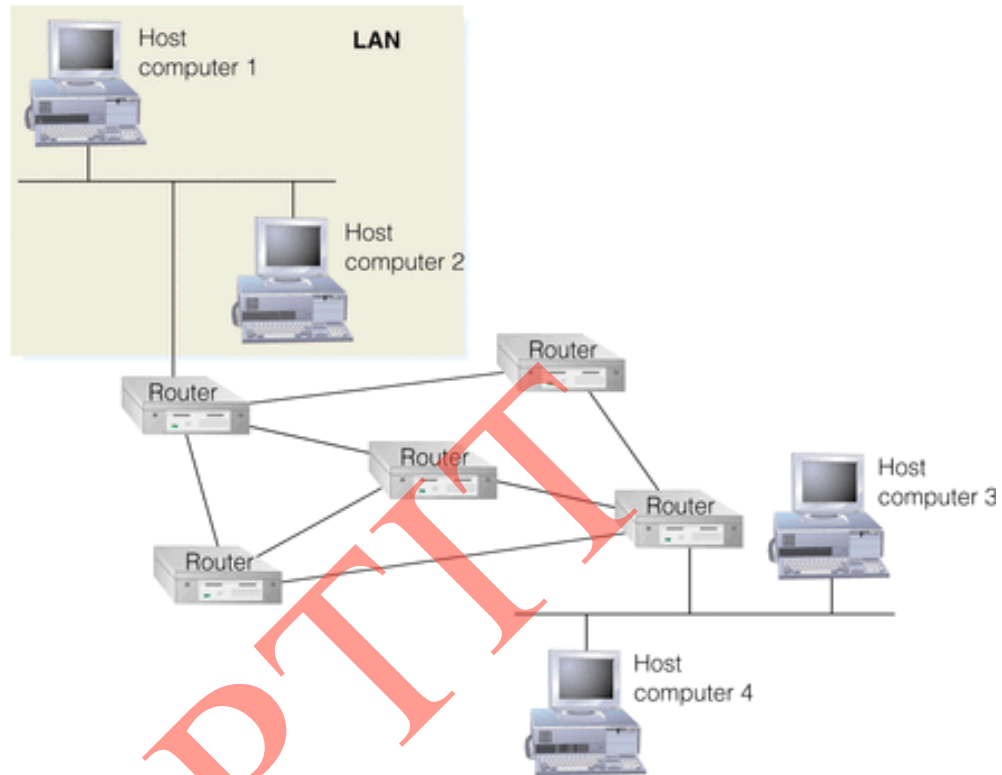 Host
computer 1
LAN
Host
computer 2
Router
Router
Router
Router
Router
Host
computer 3
Host
computer 4
PTIT